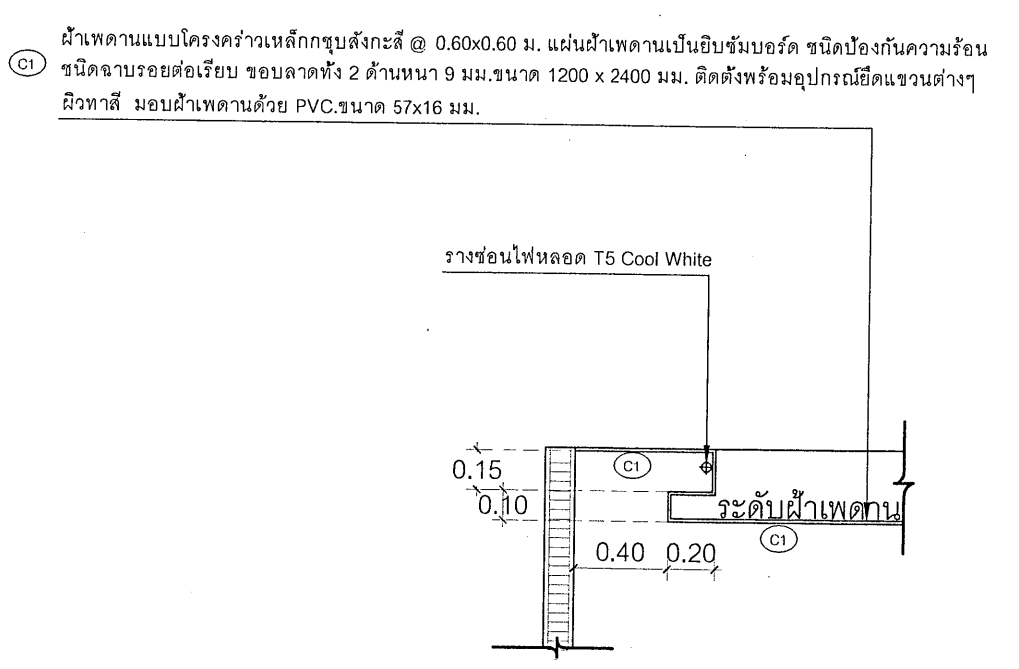 C1
ฝ้าเพดานแบบโครงคร่าวเหล็กกชุบสังกะสี @ 0.60x0.60 ม. แผ่นฝ้าเพดานเป็นยิบซัมบอร์ด ชนิดป้องกันความร้อน
ชนิดฉาบรอยต่อเรียบ ขอบลาดทั้ง 2 ด้านหนา 9 มม.ขนาด 1200 x 2400 มม. ติดตั้งพร้อมอุปกรณ์ยึดแขวนต่างๆ
ผิวทาสี มอบฝ้าเพดานด้วย PVC.ขนาด 57x16 มม.
รางซ่อนไฟหลอด T5 Cool White
0.15
C1
0.10
ระดับฝ้าเพดาน
C1
0.40
0.20